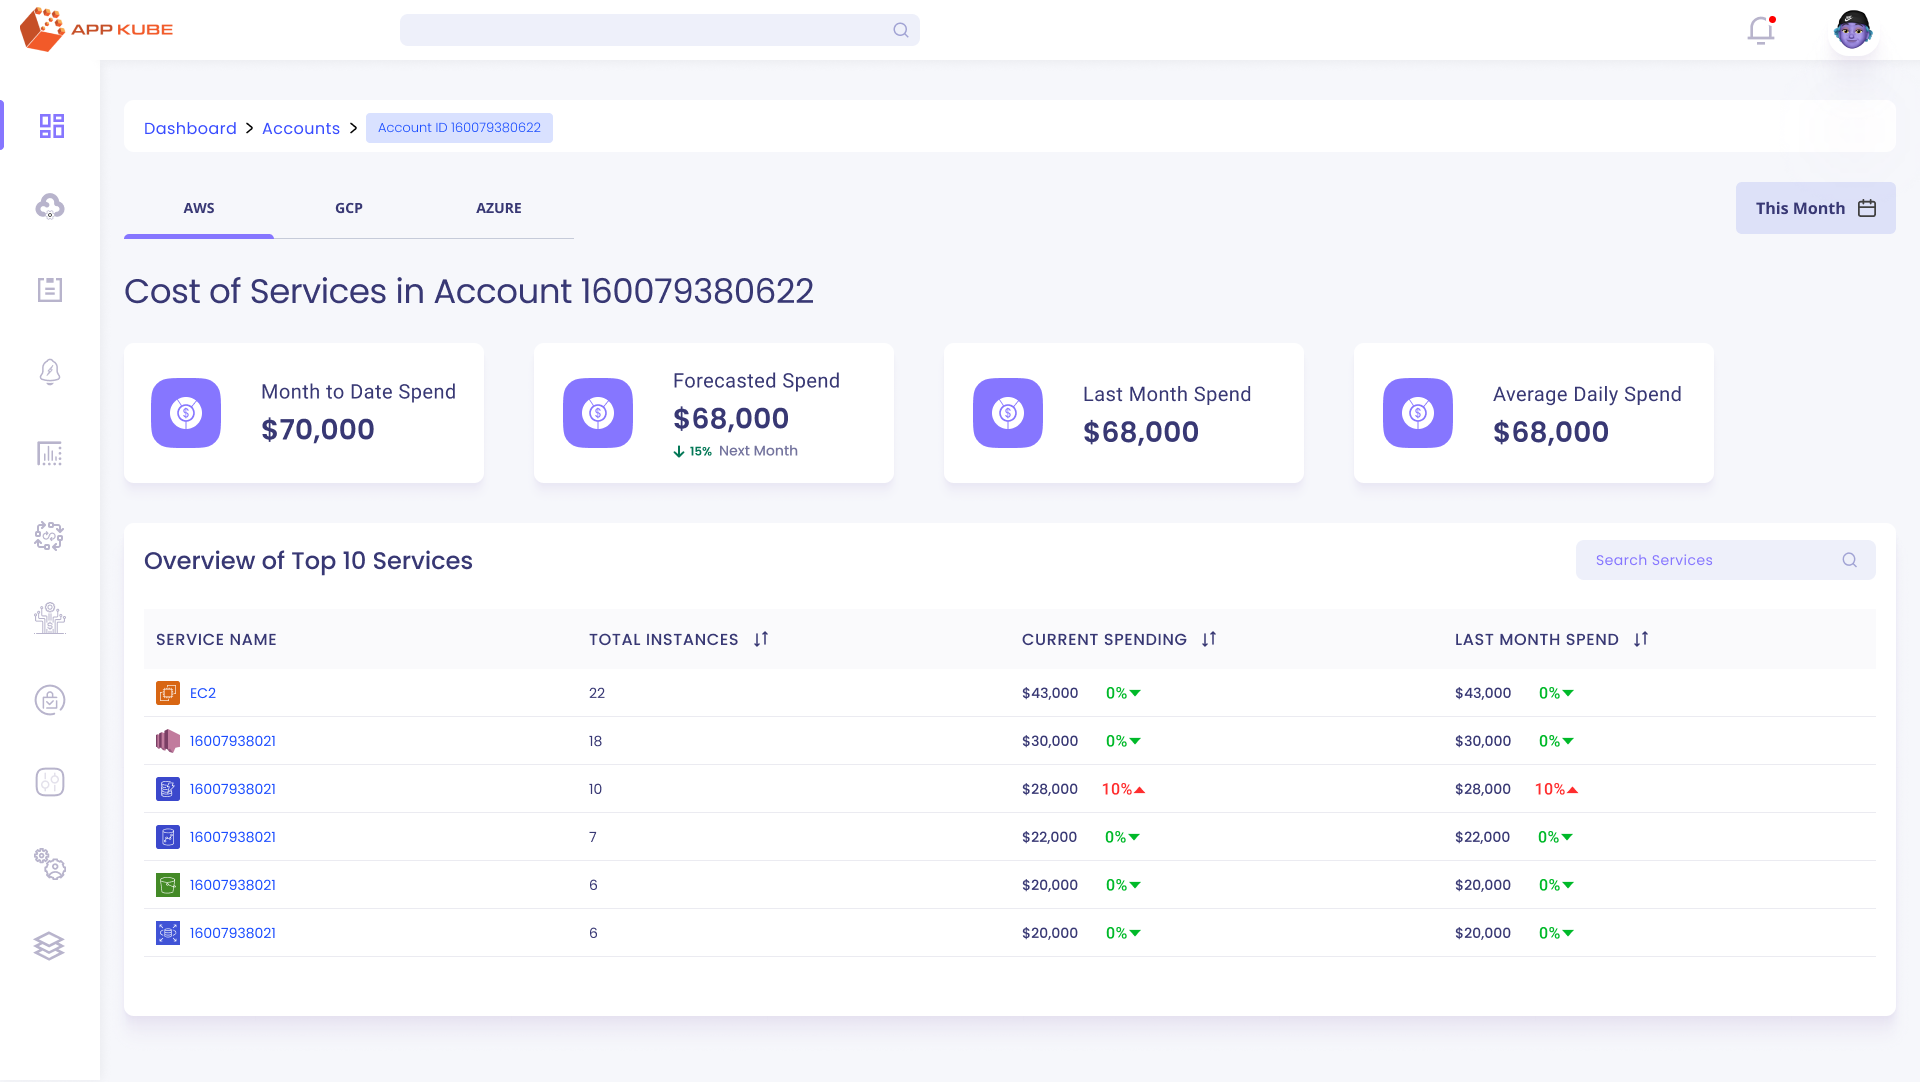 APP KUBE
Dashboard > Accounts > Account ID 160079380622
AWS GCP AZURE
This Month
Cost of Services in Account 160079380622
Month to Date Spend
$70,000
Forecasted Spend
$68,000
15% Next Month
Last Month Spend
$68,000
Average Daily Spend
$68,000
Overview of Top 10 Services
Search Services
SERVICE NAME TOTAL INSTANCES CURRENT SPENDING LAST MONTH SPEND
EC2 22 $43,000 0% $43,000 0%
16007938021 18 $30,000 0% $30,000 0%
16007938021 10 $28,000 10% $28,000 10%
16007938021 7 $22,000 0% $22,000 0%
16007938021 6 $20,000 0% $20,000 0%
16007938021 6 $20,000 0% $20,000 0%